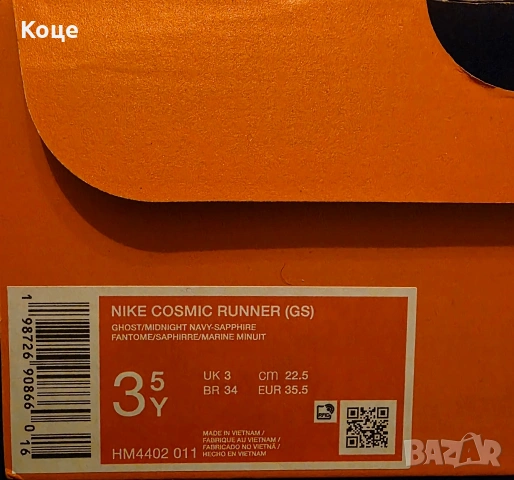 Коце
NIKE COSMIC RUNNER (GS)
GHOST/MIDNIGHT NAVY-SAPPHIRE
FANTOME/SAPHIRRE/MARINE MINUIT
3 5 Y
UK 3 cm 22.5
BR 34 EUR 35.5
MADE IN VIETNAM /
FABRIQUE AU VIETNAM /
FABRICADO NO VIETNÃ /
HECHO EN VIETNAM
HM4402 011
1 98726 90866 0 16
BAZAR